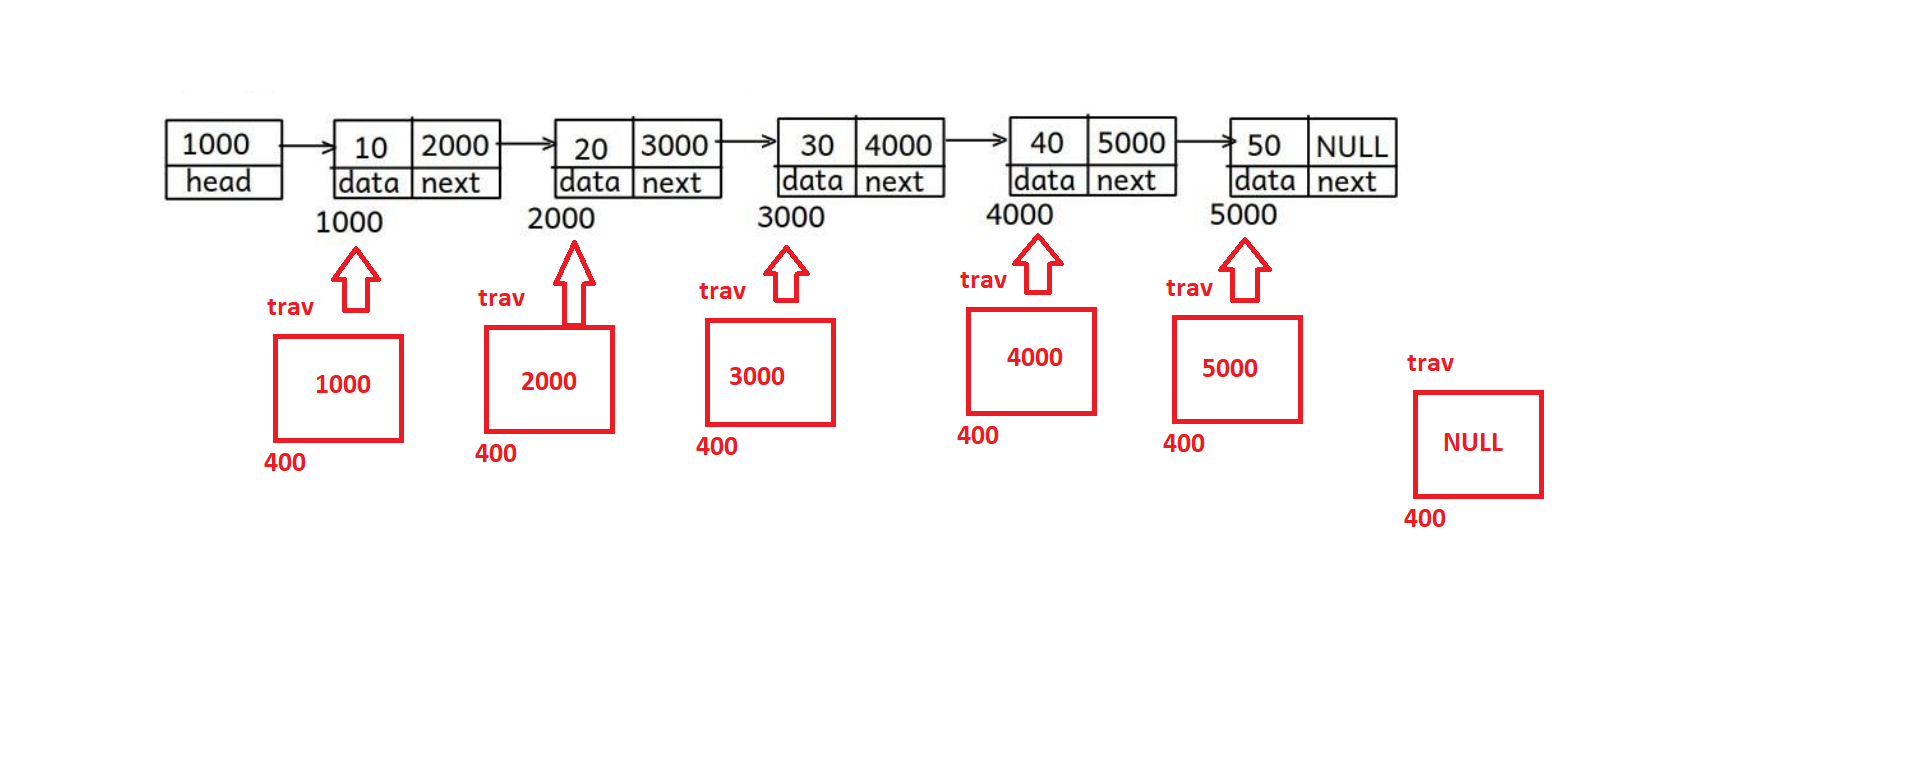 1000 10 2000 20 3000 30 4000 40 5000 50 NULL
head data next data next data next data next data next
1000 2000 3000 4000 5000
trav trav trav trav trav
1000 2000 3000 4000 5000
400 400 400 400 400
trav
NULL
400